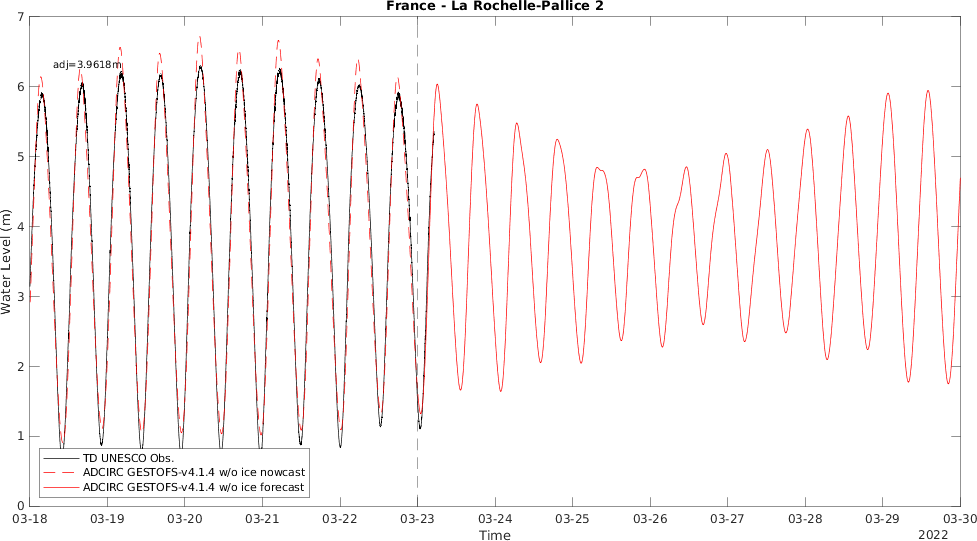 France - La Rochelle-Pallice 2
7
adj=3.9618m
6
5
4
3
2
1
0
Water Level (m)
TD UNESCO Obs.
ADCIRC GESTOFS-v4.1.4 w/o ice nowcast
ADCIRC GESTOFS-v4.1.4 w/o ice forecast
03-18 03-19 03-20 03-21 03-22 03-23 03-24 03-25 03-26 03-27 03-28 03-29 03-30
Time
2022